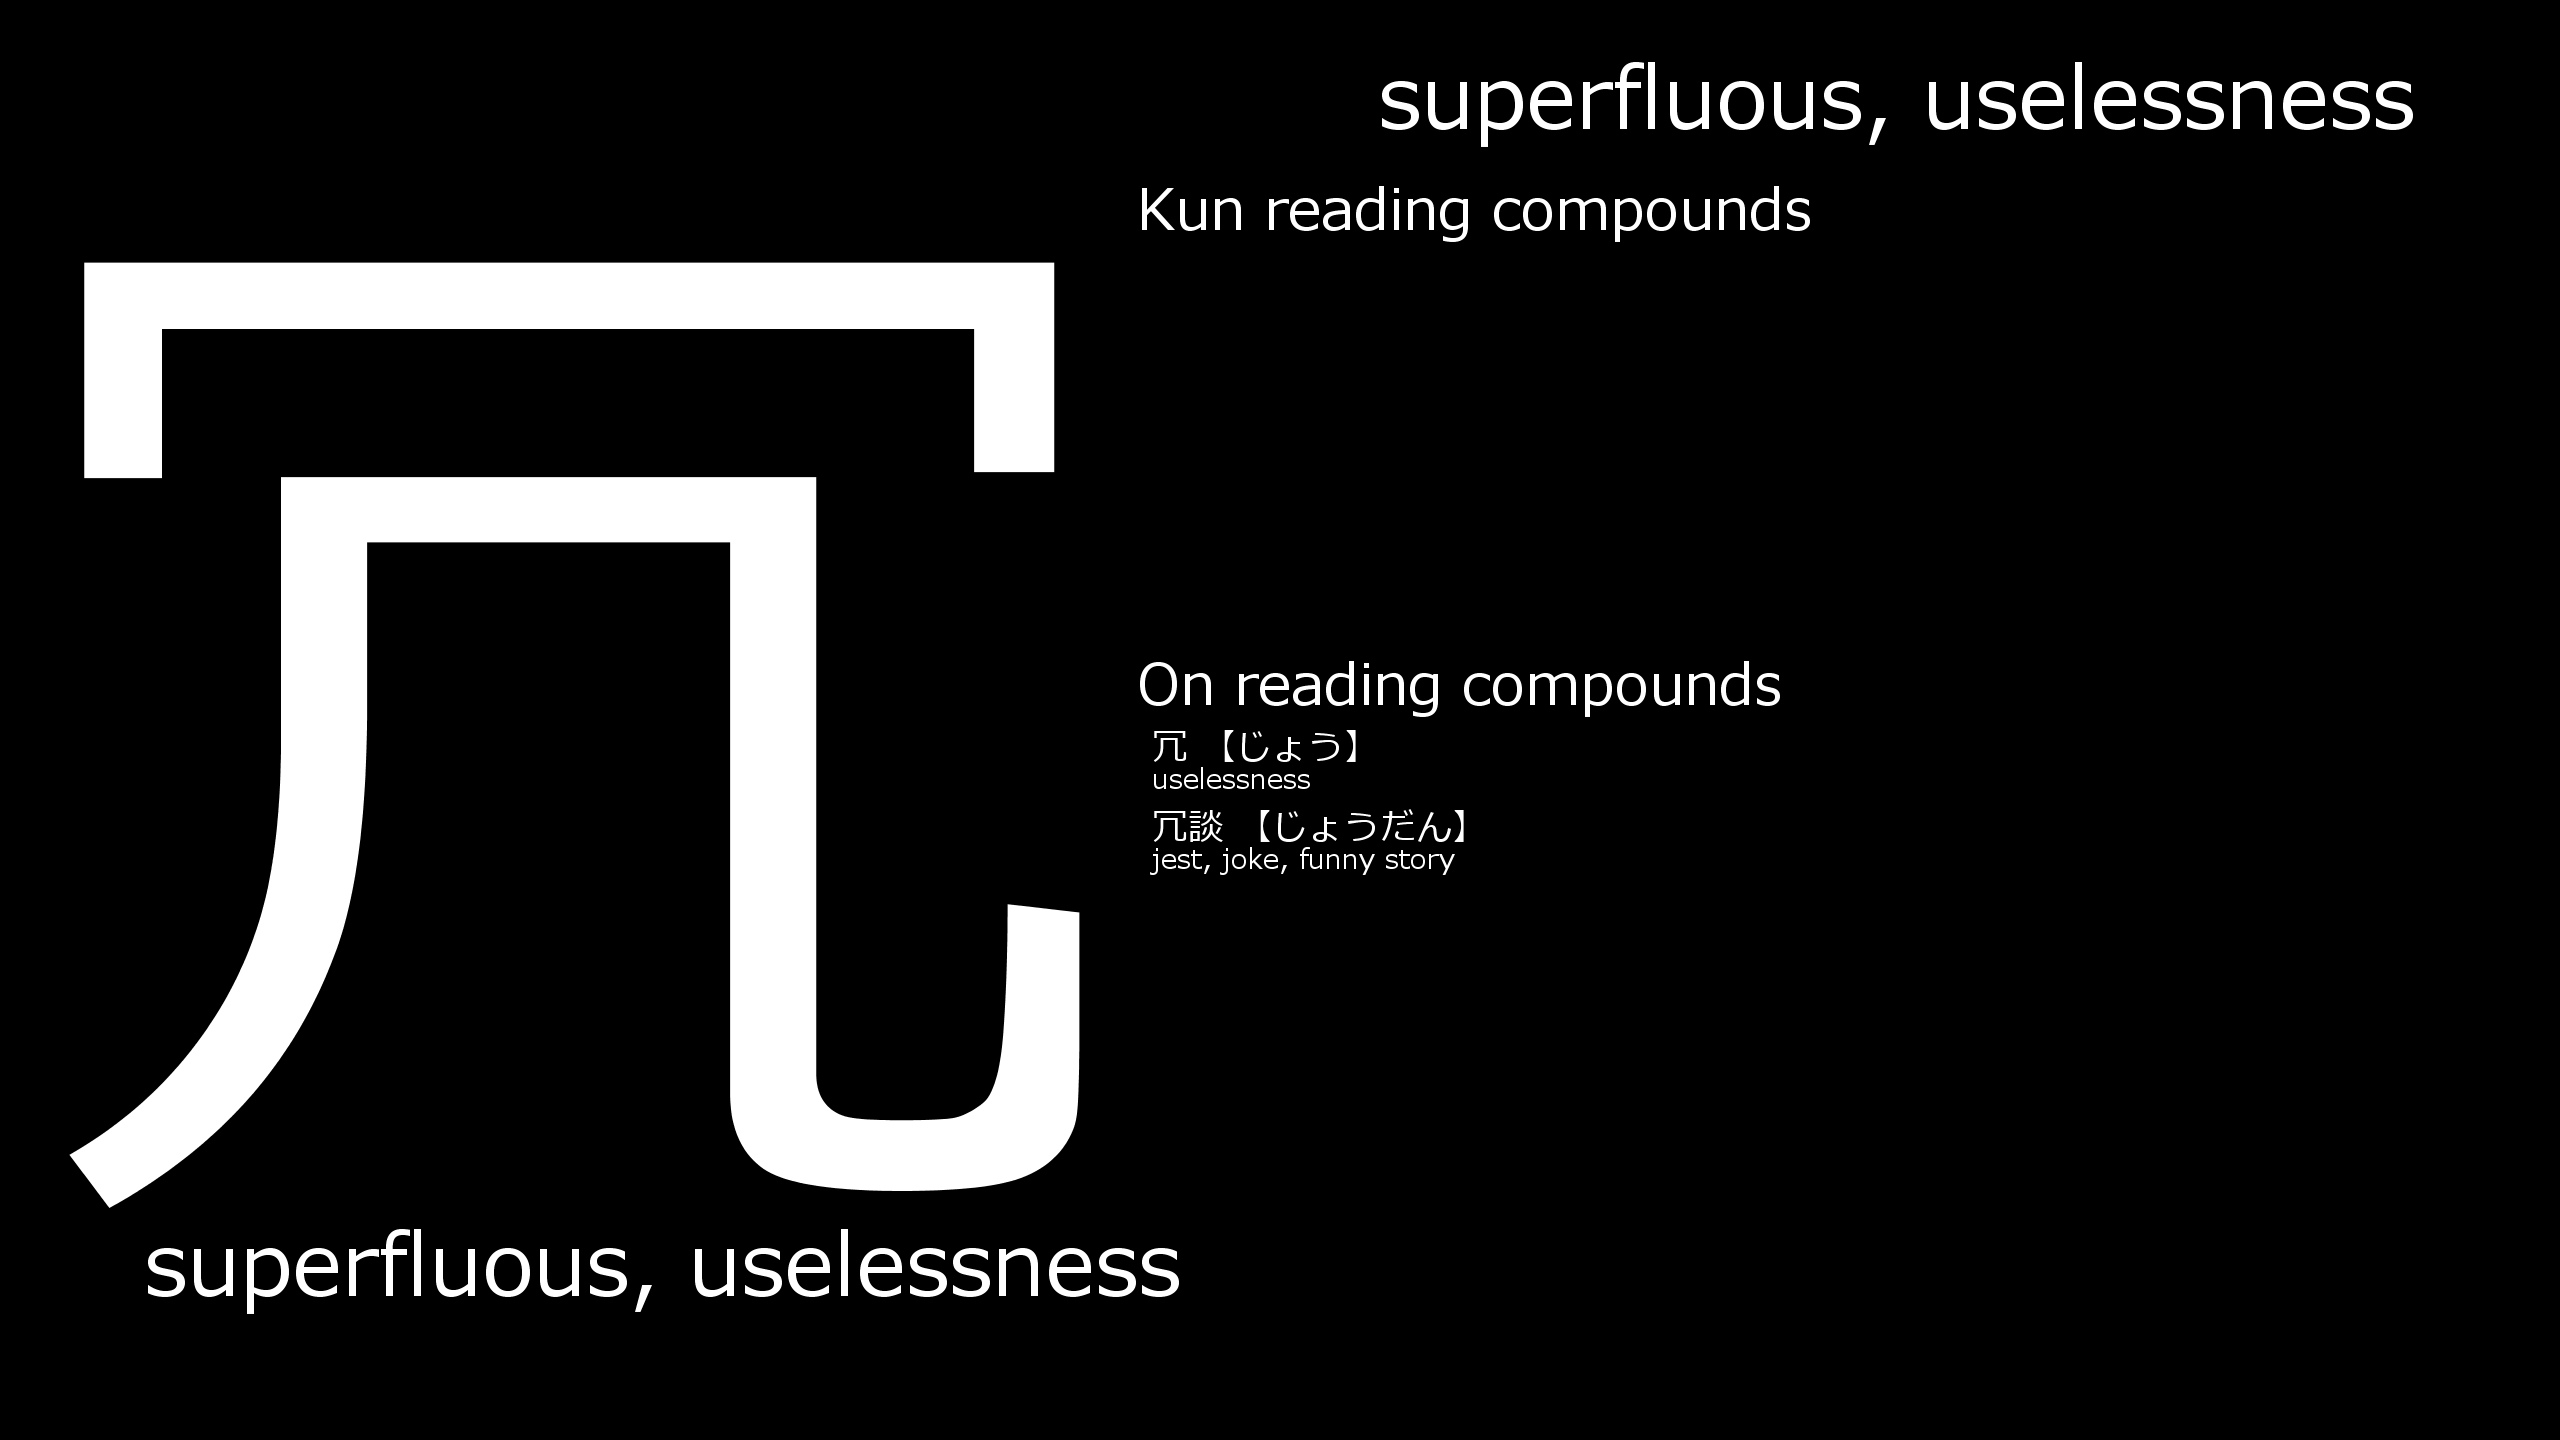 冗
superfluous, uselessness
superfluous, uselessness
Kun reading compounds
On reading compounds
冗 【じょう】
uselessness
冗談 【じょうだん】
jest, joke, funny story